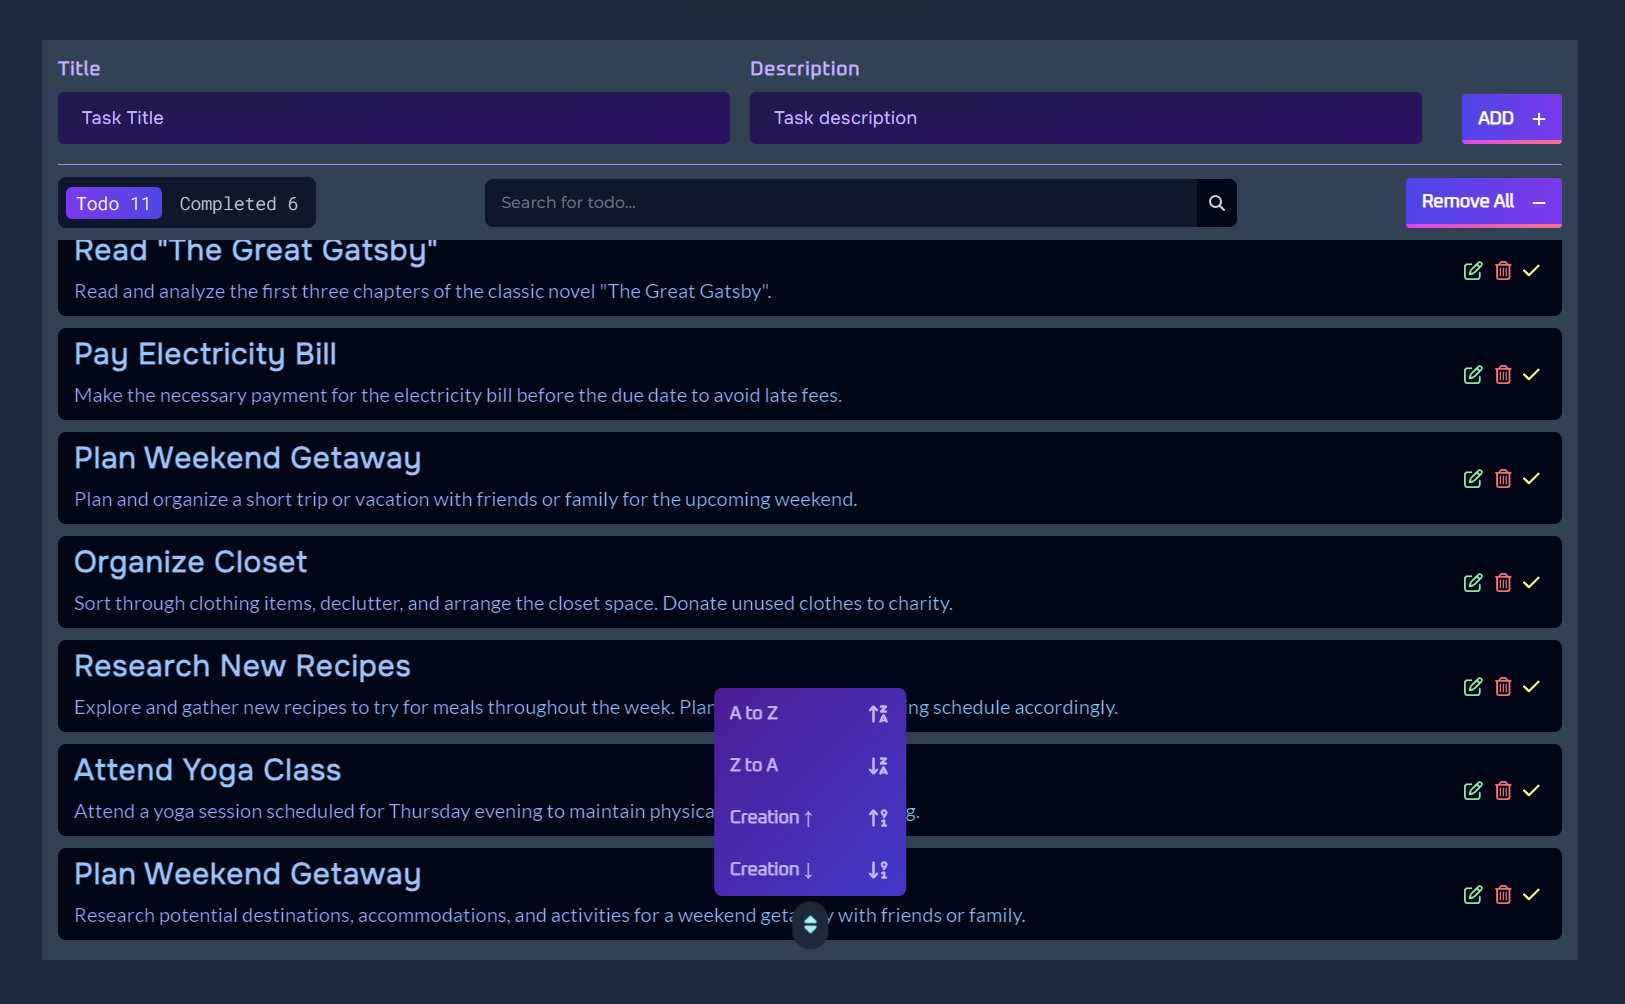 Title
Description
Task Title
Task description
ADD
Todo 11
Completed 6
Search for todo...
Remove All
Read "The Great Gatsby"
Read and analyze the first three chapters of the classic novel "The Great Gatsby".
Pay Electricity Bill
Make the necessary payment for the electricity bill before the due date to avoid late fees.
Plan Weekend Getaway
Plan and organize a short trip or vacation with friends or family for the upcoming weekend.
Organize Closet
Sort through clothing items, declutter, and arrange the closet space. Donate unused clothes to charity.
Research New Recipes
Explore and gather new recipes to try for meals throughout the week. Plan
schedule accordingly.
Attend Yoga Class
Attend a yoga session scheduled for Thursday evening to maintain
Plan Weekend Getaway
Research potential destinations, accommodations, and activities for a weekend with friends or family.
A to Z
Z to A
Creation ↑
Creation ↓